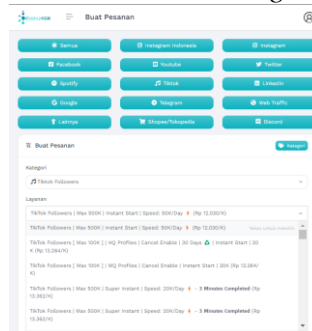 Buat Pesanan
Semua
Instagram Indonesia
Instagram
Facebook
Youtube
Twitter
Spotify
Tiktok
Linkedin
Google
Telegram
Web Traffic
Lainnya
Shopee/Tokopedia
Discord
Buat Pesanan
Kategori
Kategori
Tiktok Followers
Layanan
TikTok Followers | Max 500K | Instant Start | Speed: 50K/Day (Rp 12.030/K)
TikTok Followers | Max 500K | Instant Start | Speed: 50K/Day (Rp 12.030/K)
TikTok Followers | Max 100K | | HQ Profiles | Cancel Enable | 30 Days | Instant Start | 30
K (Rp 13.284/K)
TikTok Followers | Max 100K | | HQ Profiles | Cancel Enable | Instant Start | 30K (Rp 13.284/
K)
TikTok Followers | Max 500K | Super Instant | Speed: 20K/Day - 5 Minutes Completed (Rp
13.362/K)
TikTok Followers | Max 500K | Super Instant | Speed: 20K/Day - 5 Minutes Completed (Rp
13.362/K)